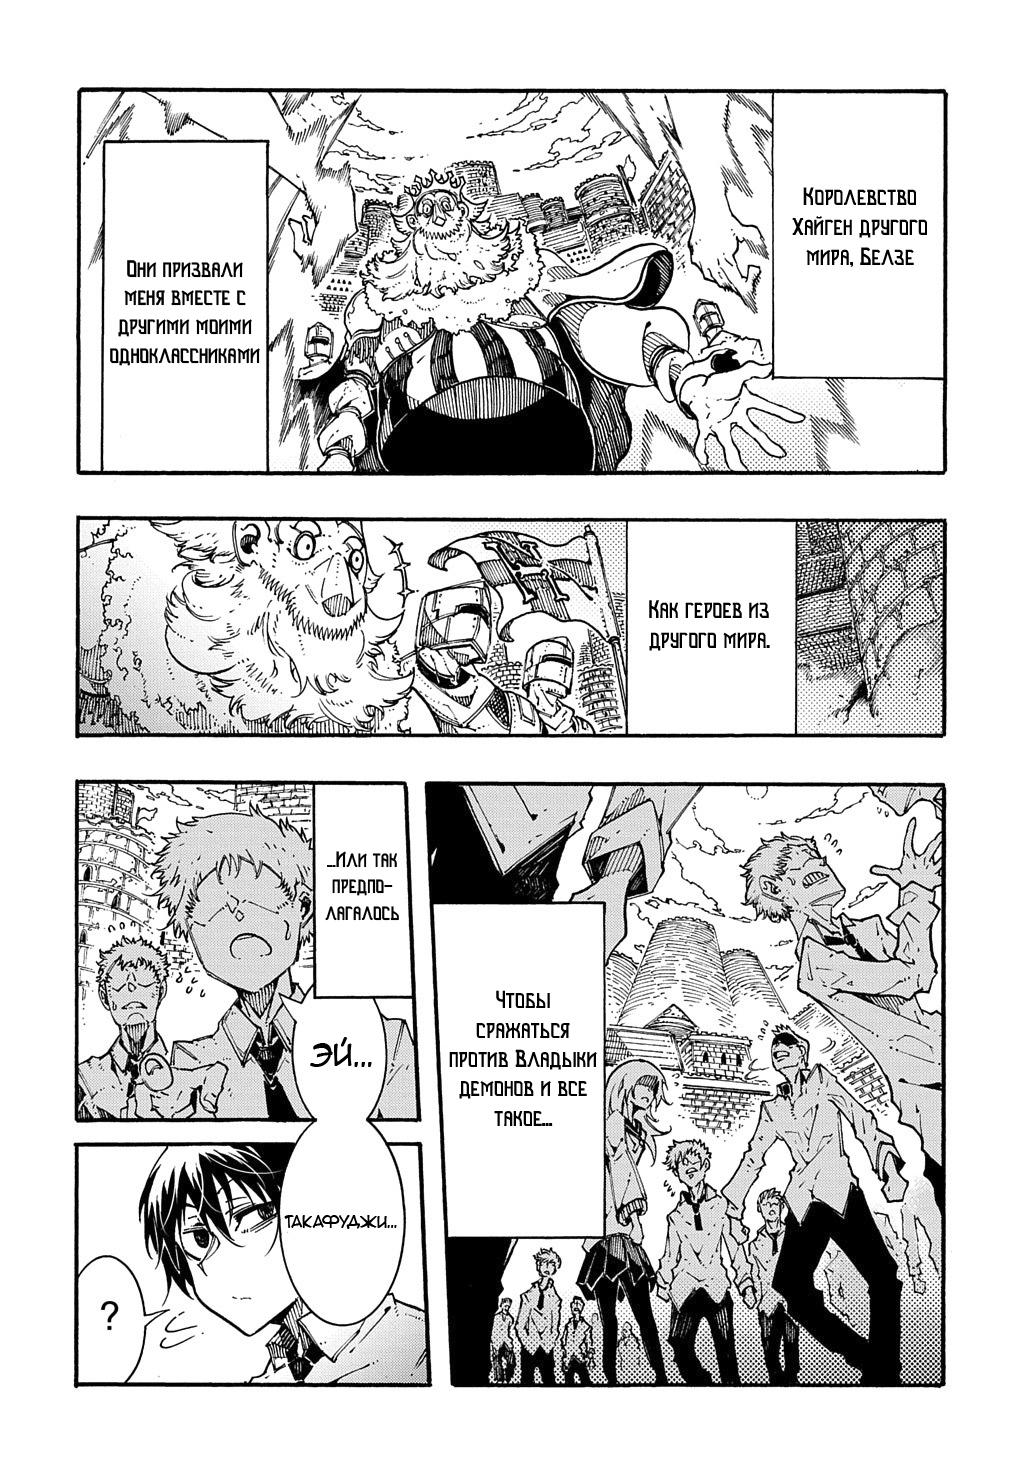 Королевство
Хайген другого
мира, Белзе
Они призвали
меня вместе с
другими моими
одноклассниками
Как героев из
другого мира.
Чтобы
сражаться
против Владыки
демонов и все
такое...
...Или так
предпо-
лагалось
Эй...
Такафуджи...
?